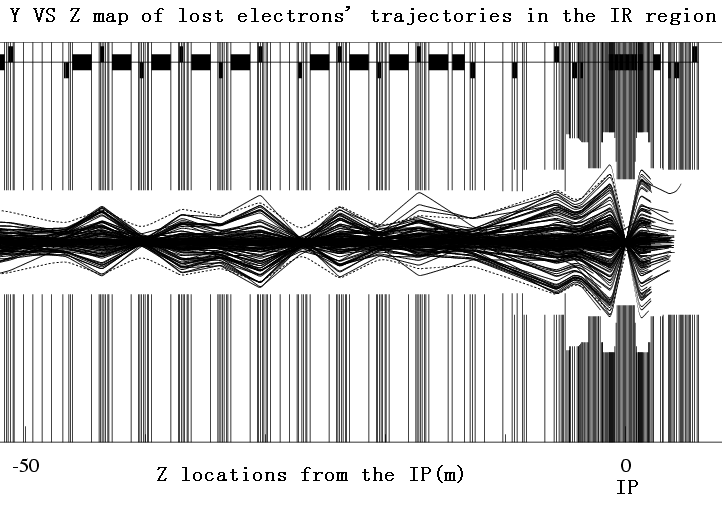 Y VS Z map of lost electrons' trajectories in the IR region
-50
0
Z locations from the IP(m)
IP